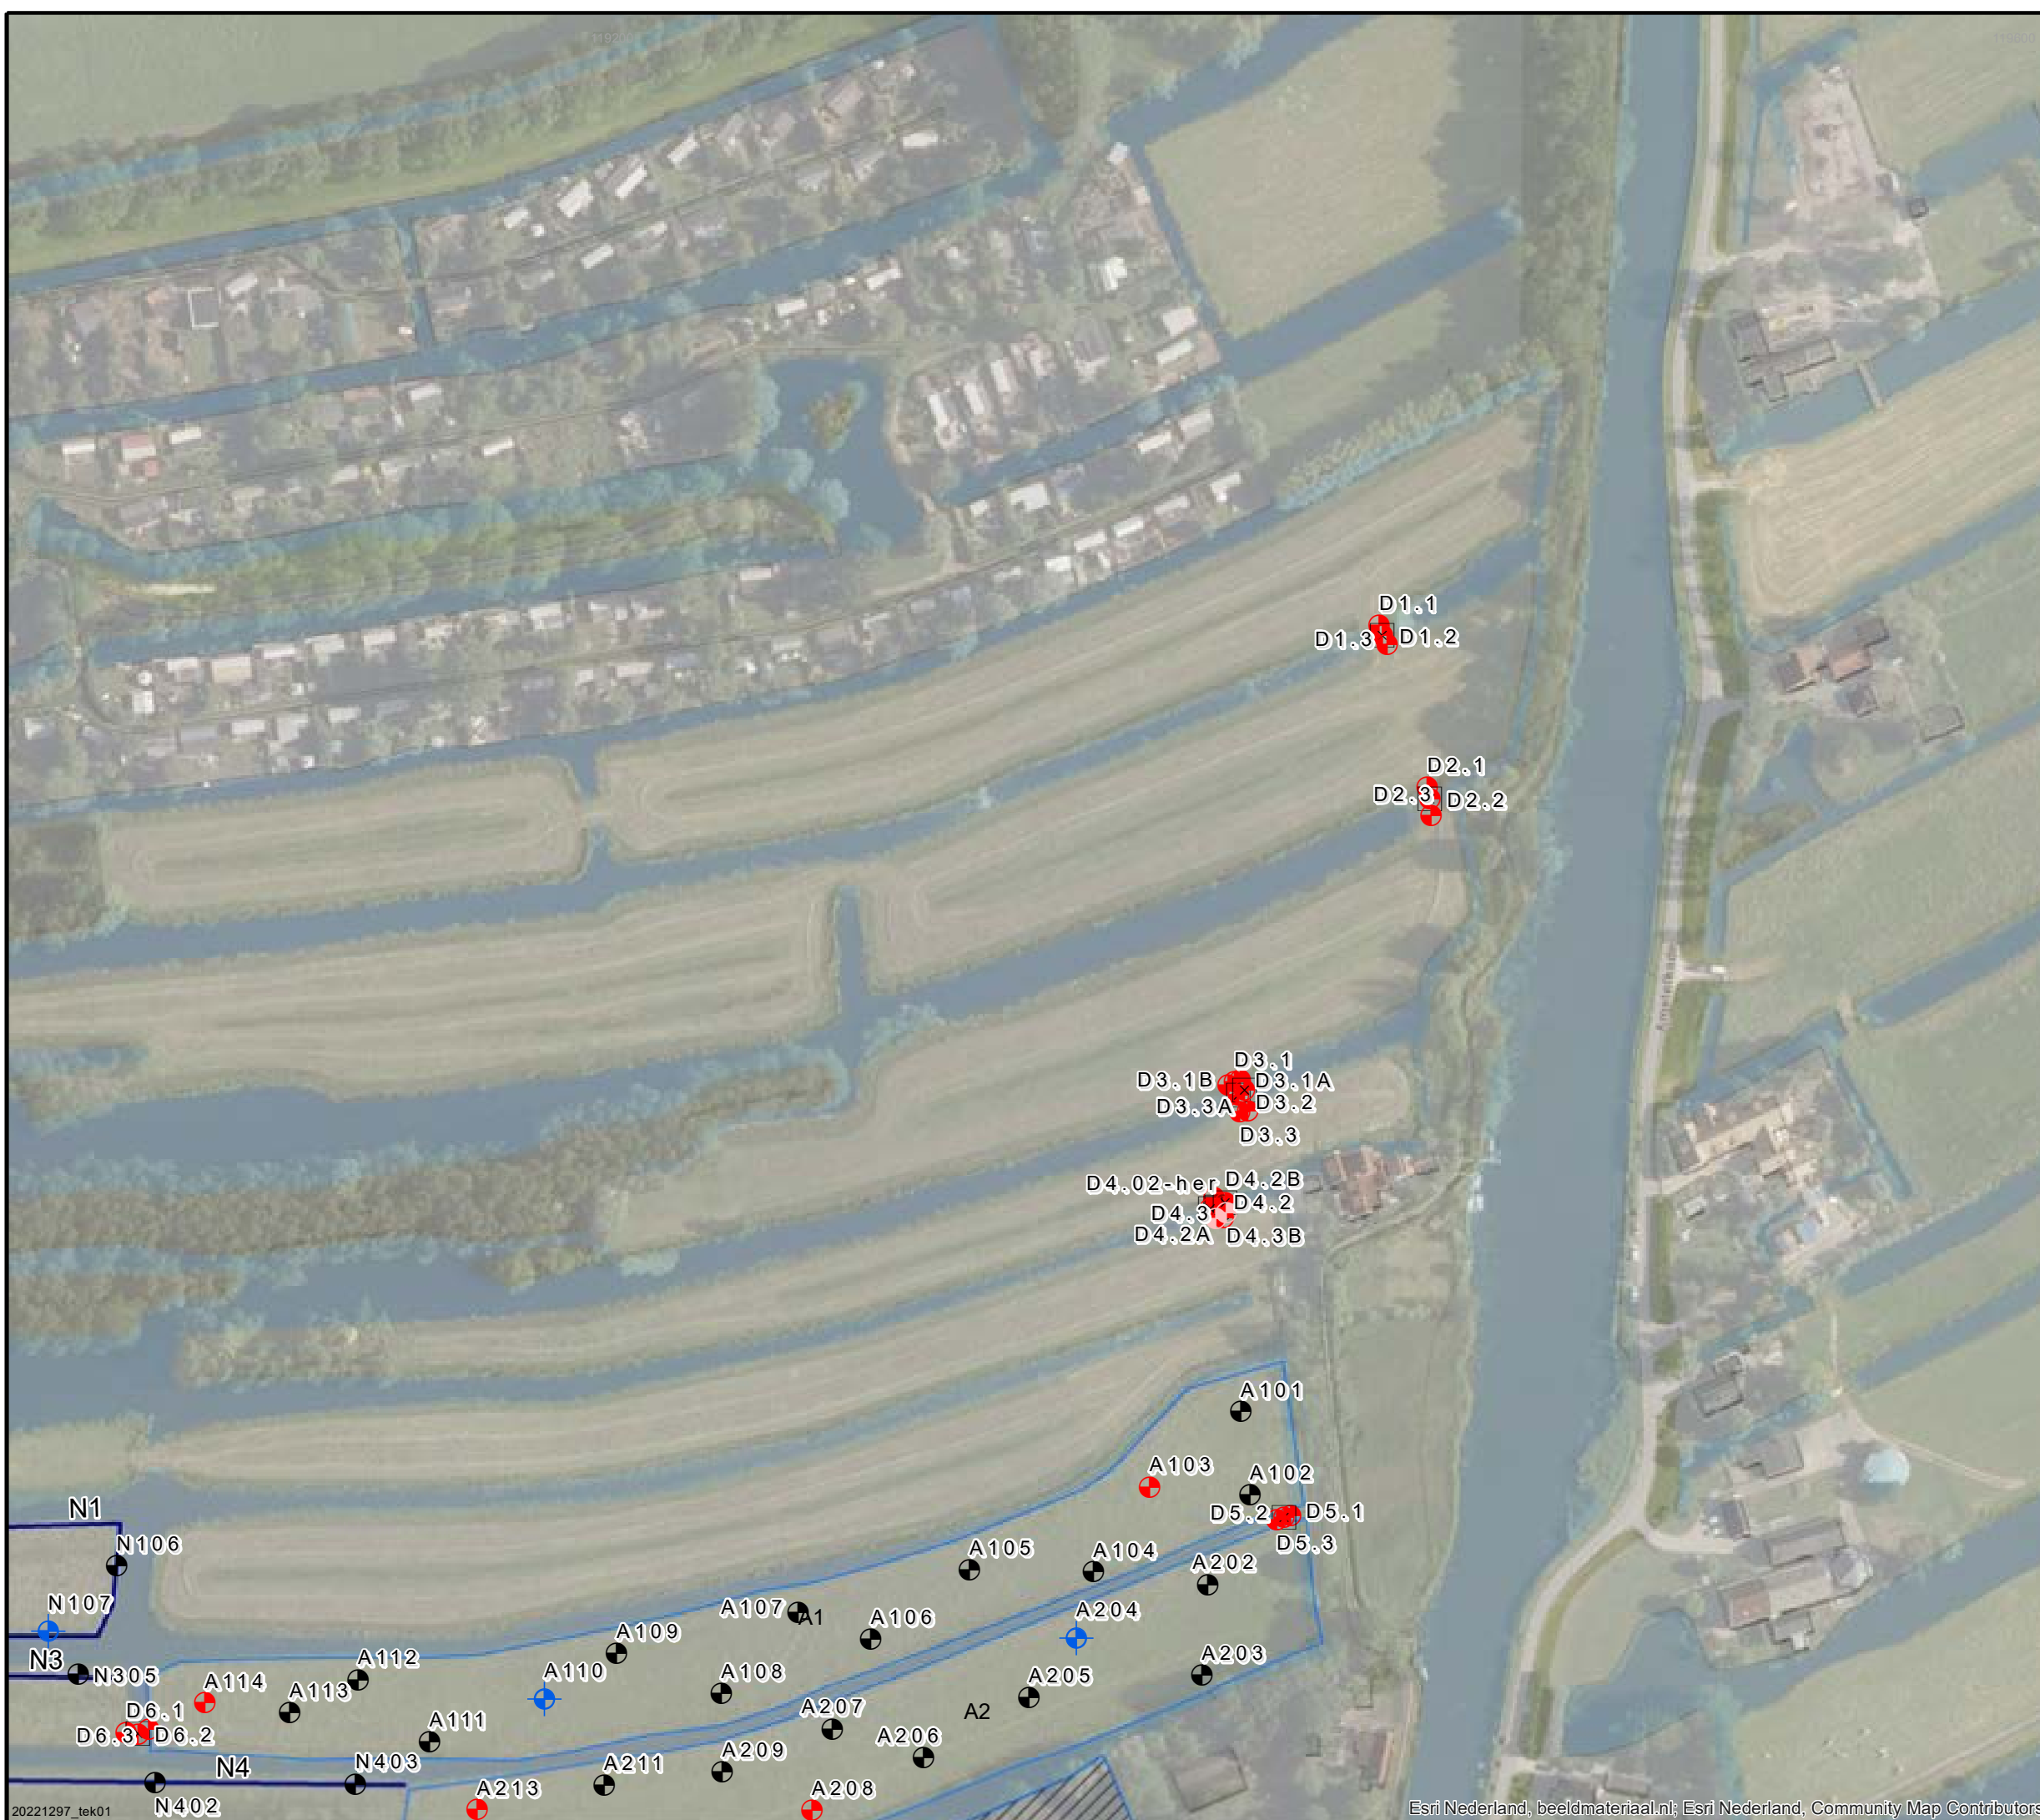 D1.1
D1.3 D1.2
D2.1
D2.3 D2.2
D3.1
D3.1B D3.1A
D3.3A D3.2
D3.3
D4.02-her D4.2B
D4.3 D4.2
D4.2A D4.3B
A101
A103
A102
D5.2 D5.1
D5.3
N1
N106
A105 A104 A202
N107
A107 A1 A106 A204
A109
N3
N305
A114 A113 A112 A110 A108 A205 A203
D6.1
D6.3 D6.2
A111 A207 A2
A206
N4 N403 A211 A209
N402 A213 A208
20221297_tek01
Esri Nederland, beeldmateriaal.nl; Esri Nederland, Community Map Contributors